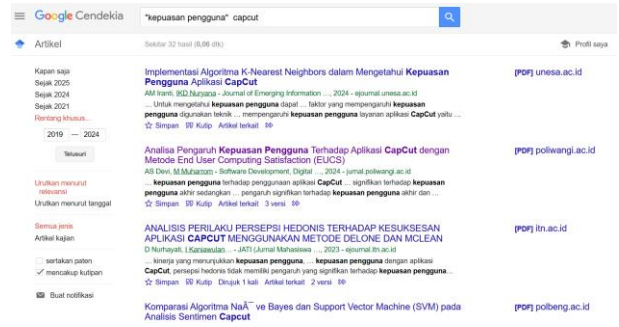 Google Cendekia
"kepuasan pengguna" capcut
Artikel
Sekitar 32 hasil (0,06 dtk)
Profil saya
Kapan saja
Sejak 2025
Sejak 2024
Sejak 2021
Rentang khusus...
2019 — 2024
Telusuri
Urutkan menurut
relevansi
Urutkan menurut tanggal
Semua jenis
Artikel kajian
sertakan paten
mencakup kutipan
Buat notifikasi
Implementasi Algoritma K-Nearest Neighbors dalam Mengetahui Kepuasan
Pengguna Aplikasi CapCut
AM Iranti, IKD Nuryana - Journal of Emerging Information ..., 2024 - ejournal.unesa.ac.id
... Untuk mengetahui kepuasan pengguna dapat ... faktor yang mempengaruhi kepuasan
pengguna digunakan teknik ... mempengaruhi kepuasan pengguna layanan aplikasi CapCut yaitu ...
Simpan Kutip Artikel terkait
[PDF] unesa.ac.id
Analisa Pengaruh Kepuasan Pengguna Terhadap Aplikasi CapCut dengan
Metode End User Computing Satisfaction (EUCS)
AS Devi, M Muharrom - Software Development, Digital ..., 2024 - jurnal.poliwangi.ac.id
... kepuasan pengguna terhadap penggunaan aplikasi CapCut ... signifikan terhadap kepuasan
pengguna akhir sedangkan ... pengaruh signifikan terhadap kepuasan pengguna akhir dan ...
Simpan Kutip Artikel terkait 3 versi
[PDF] poliwangi.ac.id
ANALISIS PERILAKU PERSEPSI HEDONIS TERHADAP KESUKSESAN
APLIKASI CAPCUT MENGGUNAKAN METODE DELONE DAN MCLEAN
D Nurhayati, I Kaniawulan... - JATI (Jurnal Mahasiswa ..., 2023 - ejournal.itn.ac.id
... kinerja yang menunjukkan kepuasan pengguna, ... kepuasan pengguna dengan aplikasi
CapCut, persepsi hedonis tidak memiliki pengaruh yang signifikan terhadap kepuasan pengguna...
Simpan Kutip Dirujuk 1 kali Artikel terkait 2 versi
[PDF] itn.ac.id
Komparasi Algoritma NaÃ¯ve Bayes dan Support Vector Machine (SVM) pada
Analisis Sentimen Capcut
[PDF] polbeng.ac.id